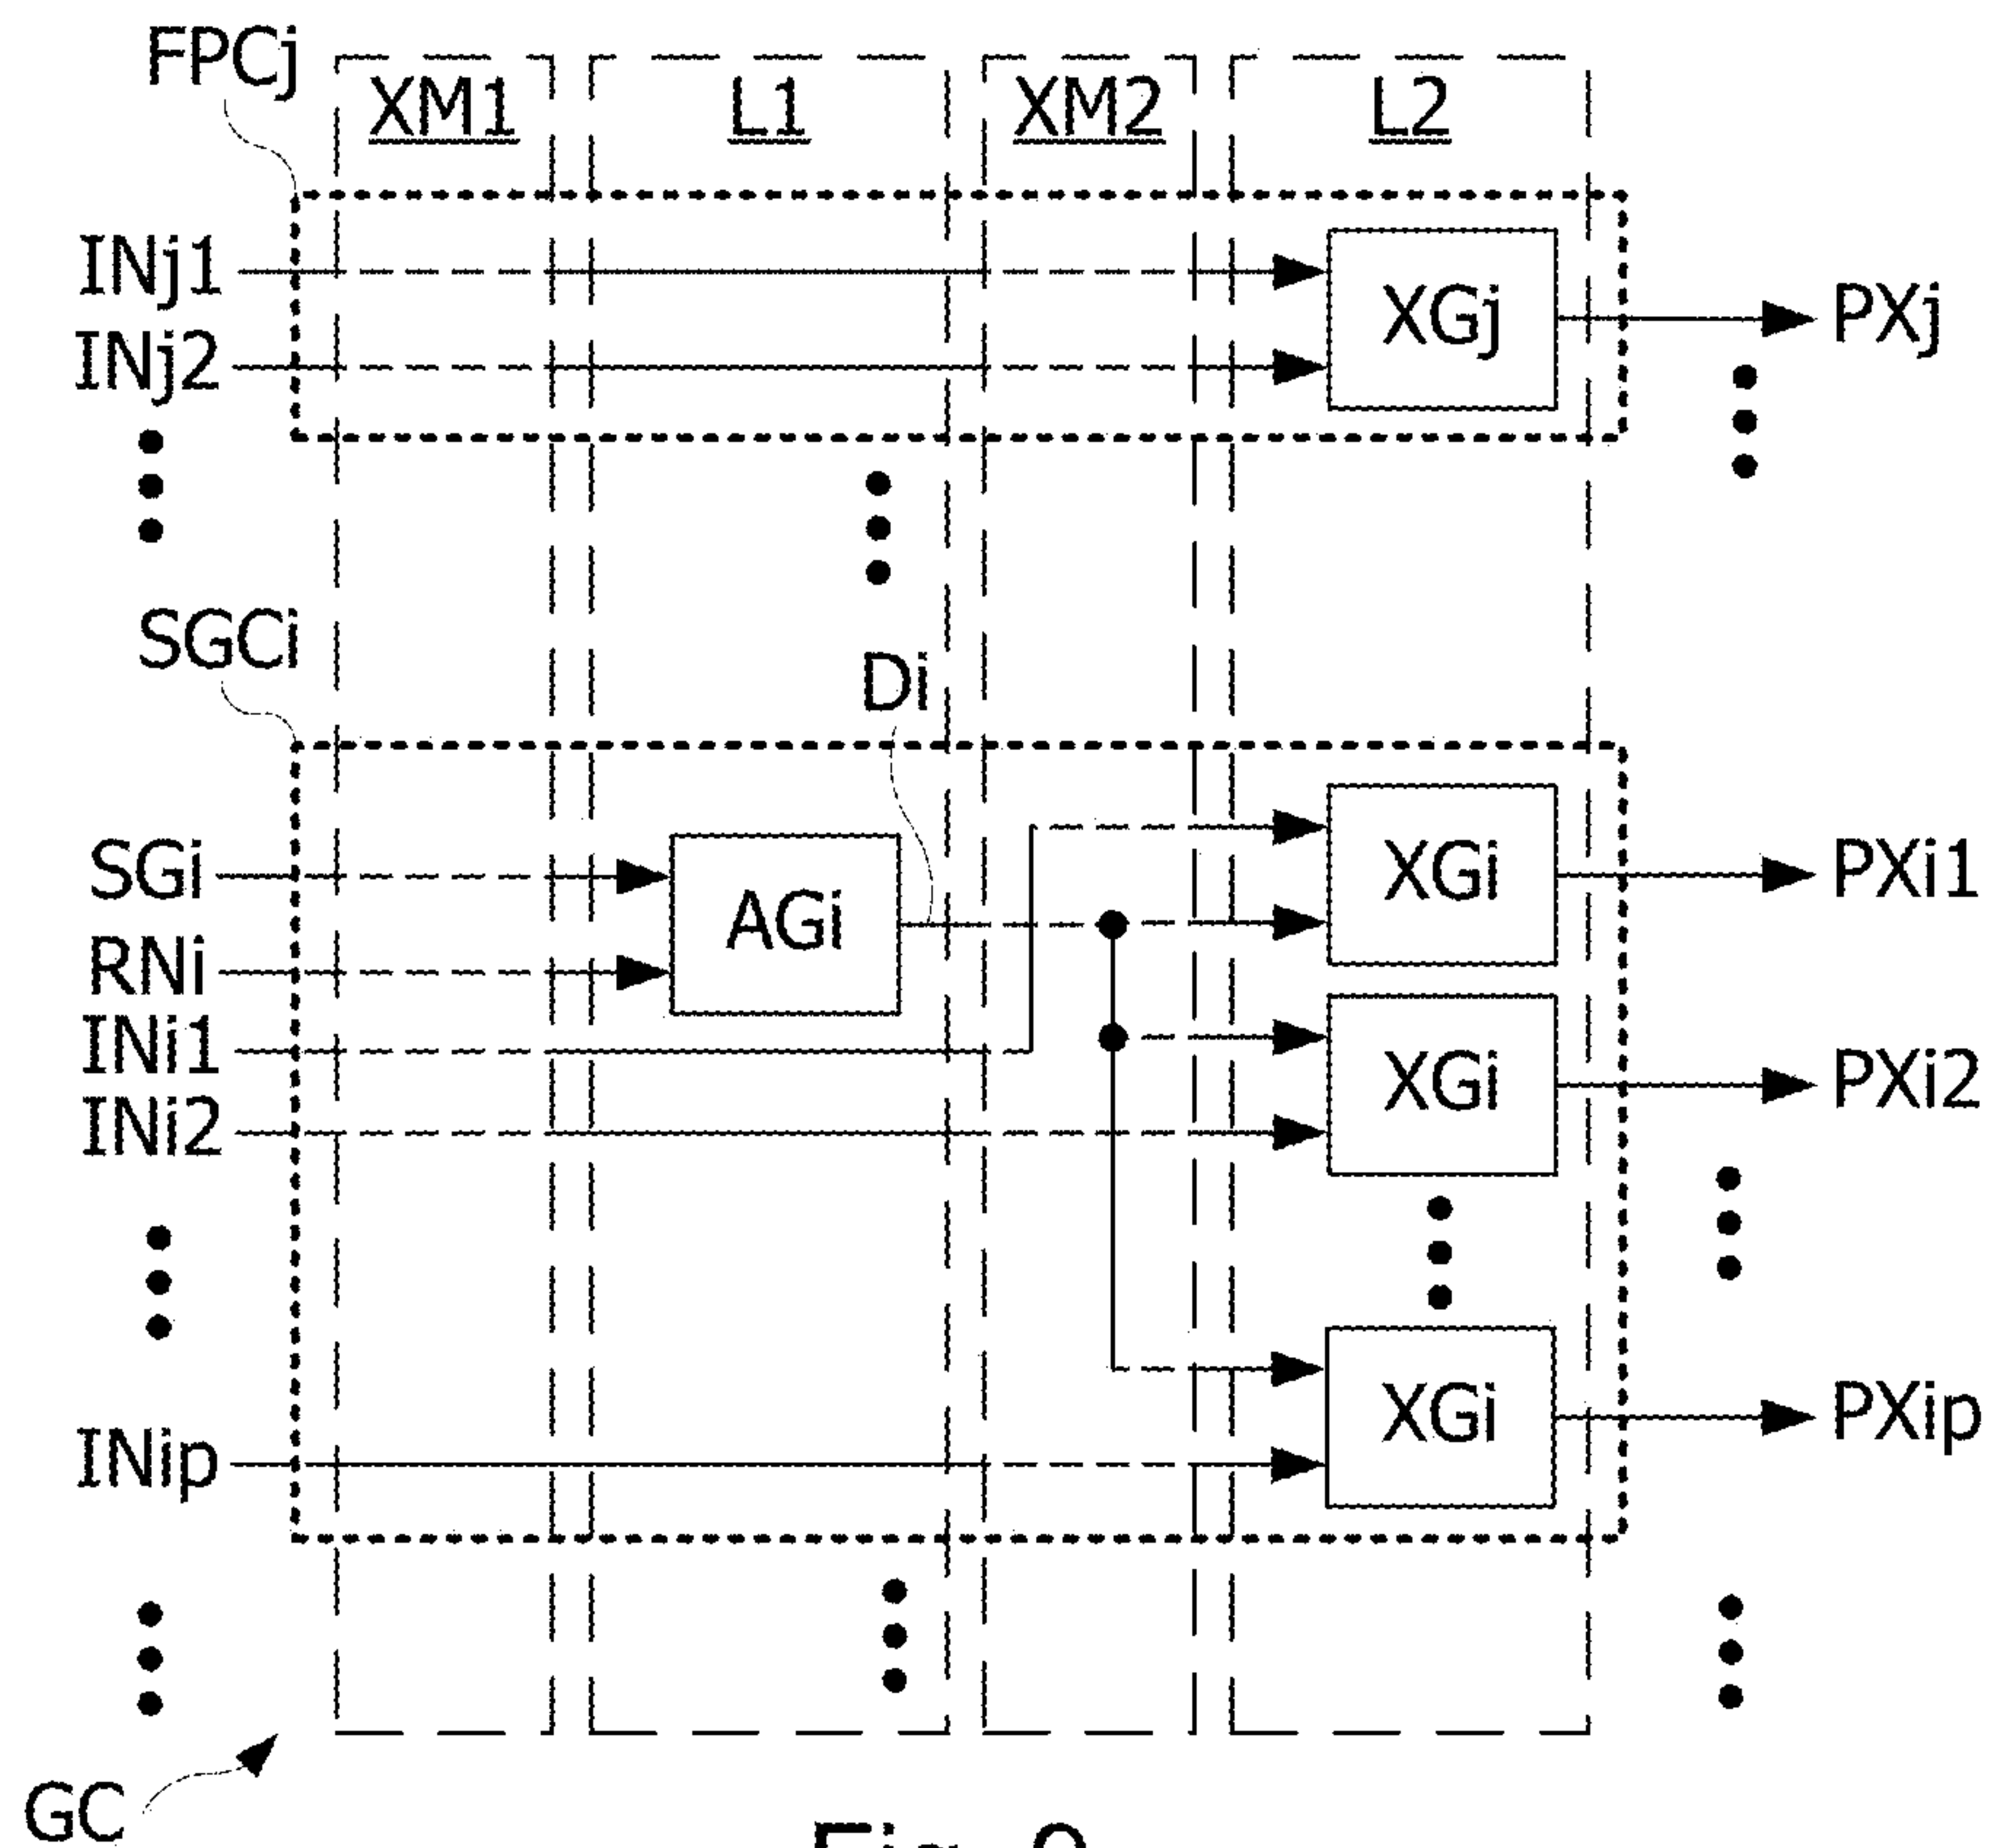 FPCj
XM1 L1 XM2 L2
INj1
XGj
PXj
INj2
SGCi
Di
SGi
AGi
XGi
PXi1
RNi
INi1
XGi
PXi2
INi2
INip
XGi
PXip
GC